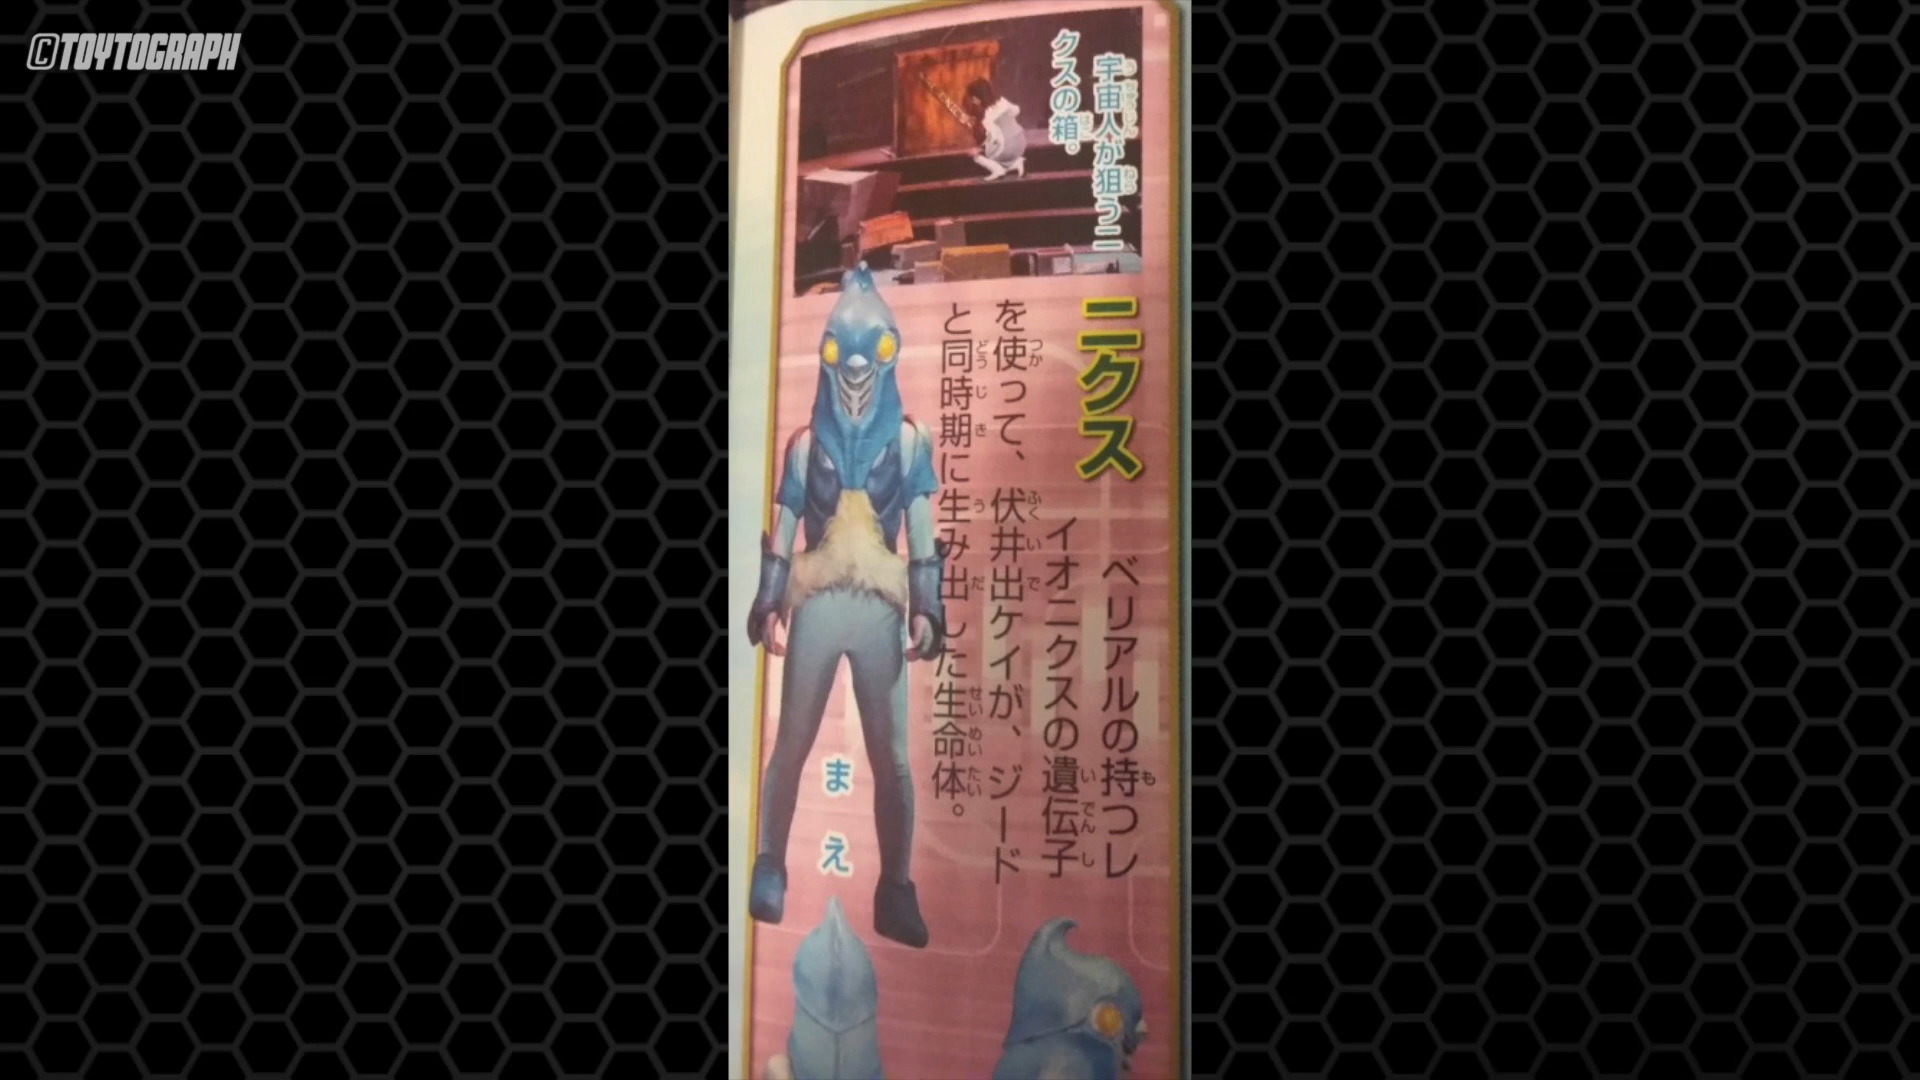 ©TOYTOGRAPH
宇宙人が狙うニ
クスの箱。
ニクス
ベリアルの持つレ
イオニクスの遺伝子
を使って、伏井出ケイが、ジード
と同時期に生み出した生命体。
まえ